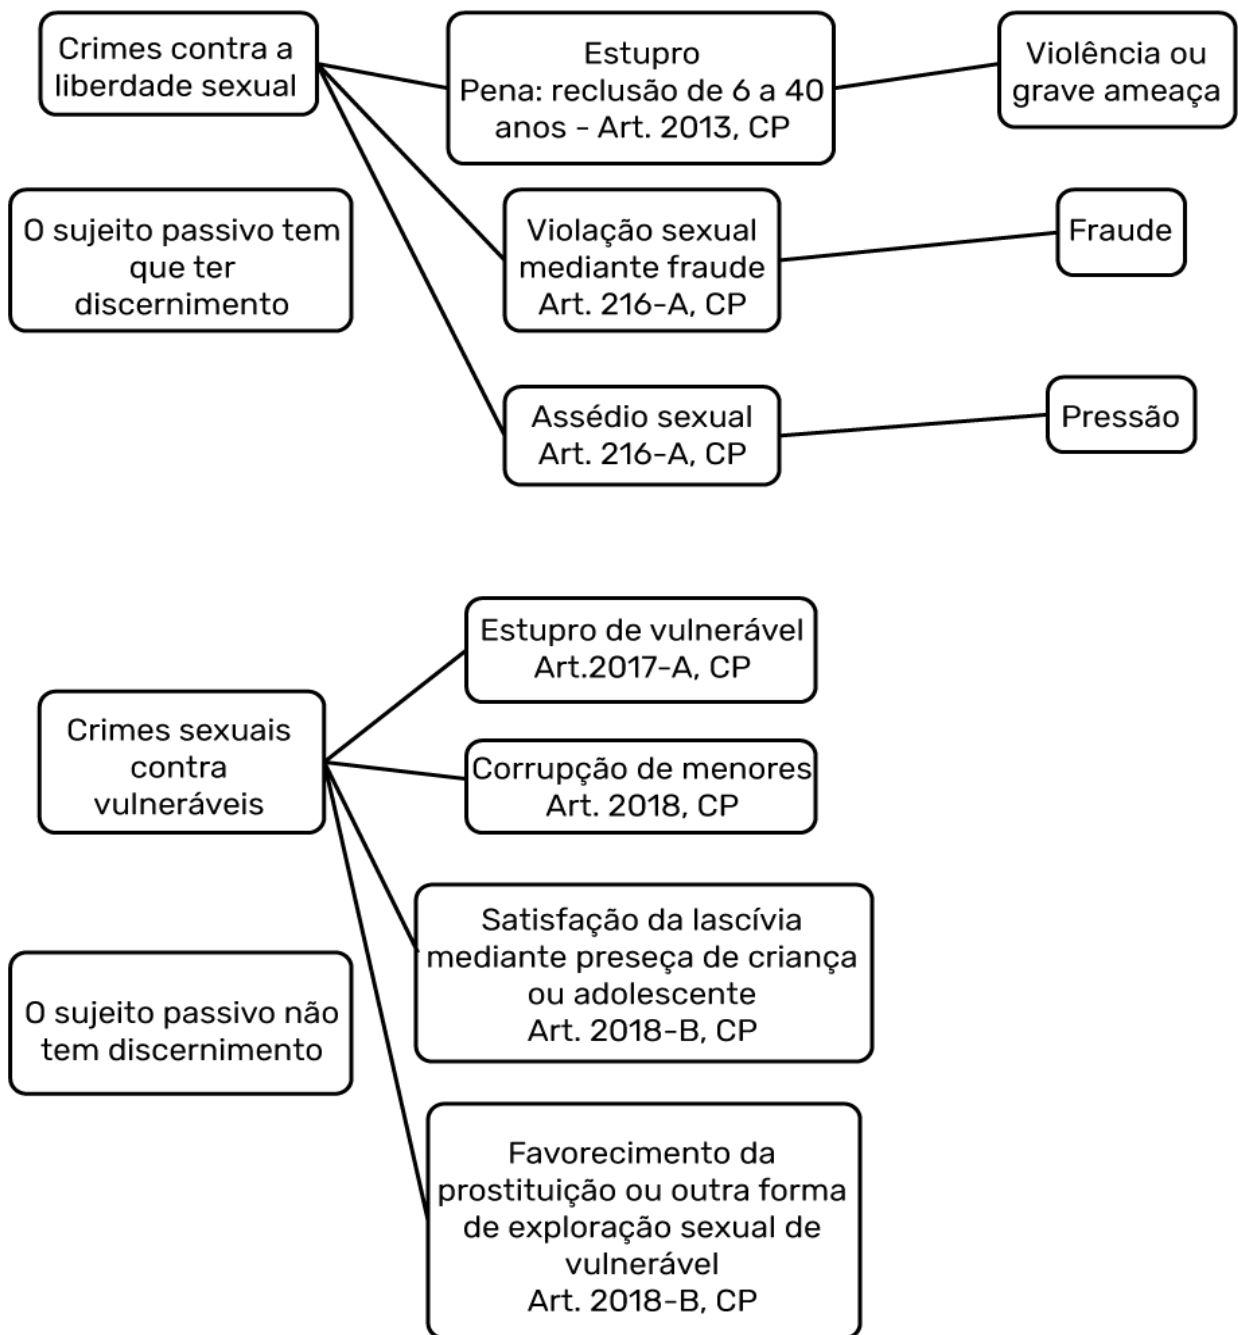 Crimes contra a
liberdade sexual
Estupro
Pena: reclusão de 6 a 40
anos - Art. 2013, CP
Violência ou
grave ameaça
O sujeito passivo tem
que ter
discernimento
Violação sexual
mediante fraude
Art. 216-A, CP
Fraude
Assédio sexual
Art. 216-A, CP
Pressão
Crimes sexuais
contra
vulneráveis
Estupro de vulnerável
Art.2017-A, CP
Corrupção de menores
Art. 2018, CP
Satisfação da lascívia
mediante preseça de criança
ou adolescente
Art. 2018-B, CP
O sujeito passivo não
tem discernimento
Favorecimento da
prostituição ou outra forma
de exploração sexual de
vulnerável
Art. 2018-B, CP